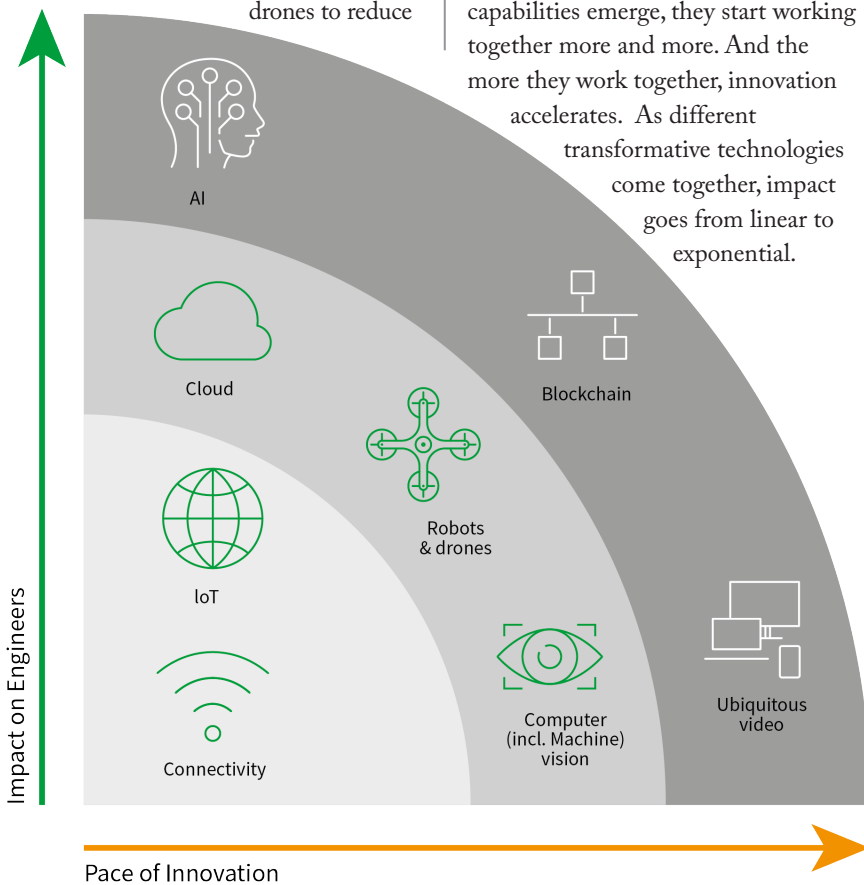 drones to reduce
capabilities emerge, they start working
together more and more. And the
more they work together, innovation
accelerates.  As different
transformative technologies
come together, impact
goes from linear to
exponential.
AI
Cloud
Blockchain
Robots
& drones
IoT
Computer
(incl. Machine)
vision
Ubiquitous
video
Connectivity
Impact on Engineers
Pace of Innovation